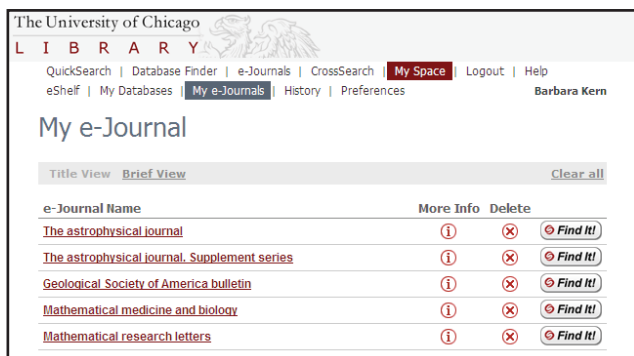 The University of Chicago
LIBRARY
QuickSearch | Database Finder | e-Journals | CrossSearch | My Space | Logout | Help
eShelf | My Databases | My e-Journals | History | Preferences Barbara Kern
My e-Journal
Title View Brief View Clear all
e-Journal Name More Info Delete
The astrophysical journal Find It!
The astrophysical journal. Supplement series Find It!
Geological Society of America bulletin Find It!
Mathematical medicine and biology Find It!
Mathematical research letters Find It!